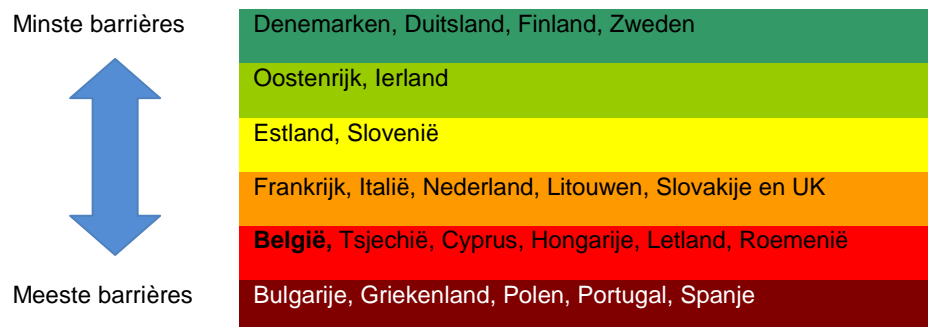 Minste barrières
Denemarken, Duitsland, Finland, Zweden
Oostenrijk, Ierland
Estland, Slovenië
Frankrijk, Italië, Nederland, Litouwen, Slovakije en UK
België, Tsjechië, Cyprus, Hongarije, Letland, Roemenië
Meeste barrières
Bulgarije, Griekenland, Polen, Portugal, Spanje